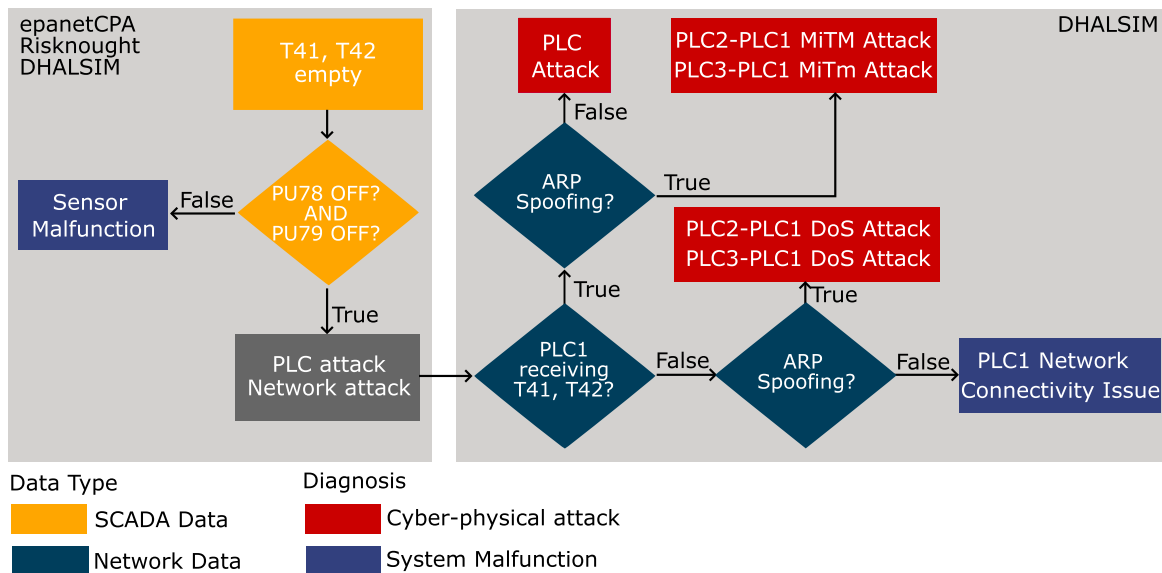 epanetCPA
Risknought
DHALSIM
T41, T42
empty
PU78 OFF?
AND
PU79 OFF?
False
Sensor
Malfunction
True
PLC attack
Network attack
DHALSIM
PLC
Attack
PLC2-PLC1 MiTM Attack
PLC3-PLC1 MiTm Attack
False
ARP
Spoofing?
True
PLC2-PLC1 DoS Attack
PLC3-PLC1 DoS Attack
True
True
PLC1
receiving
T41, T42?
False
ARP
Spoofing?
False
PLC1 Network
Connectivity Issue
Data Type
SCADA Data
Network Data
Diagnosis
Cyber-physical attack
System Malfunction